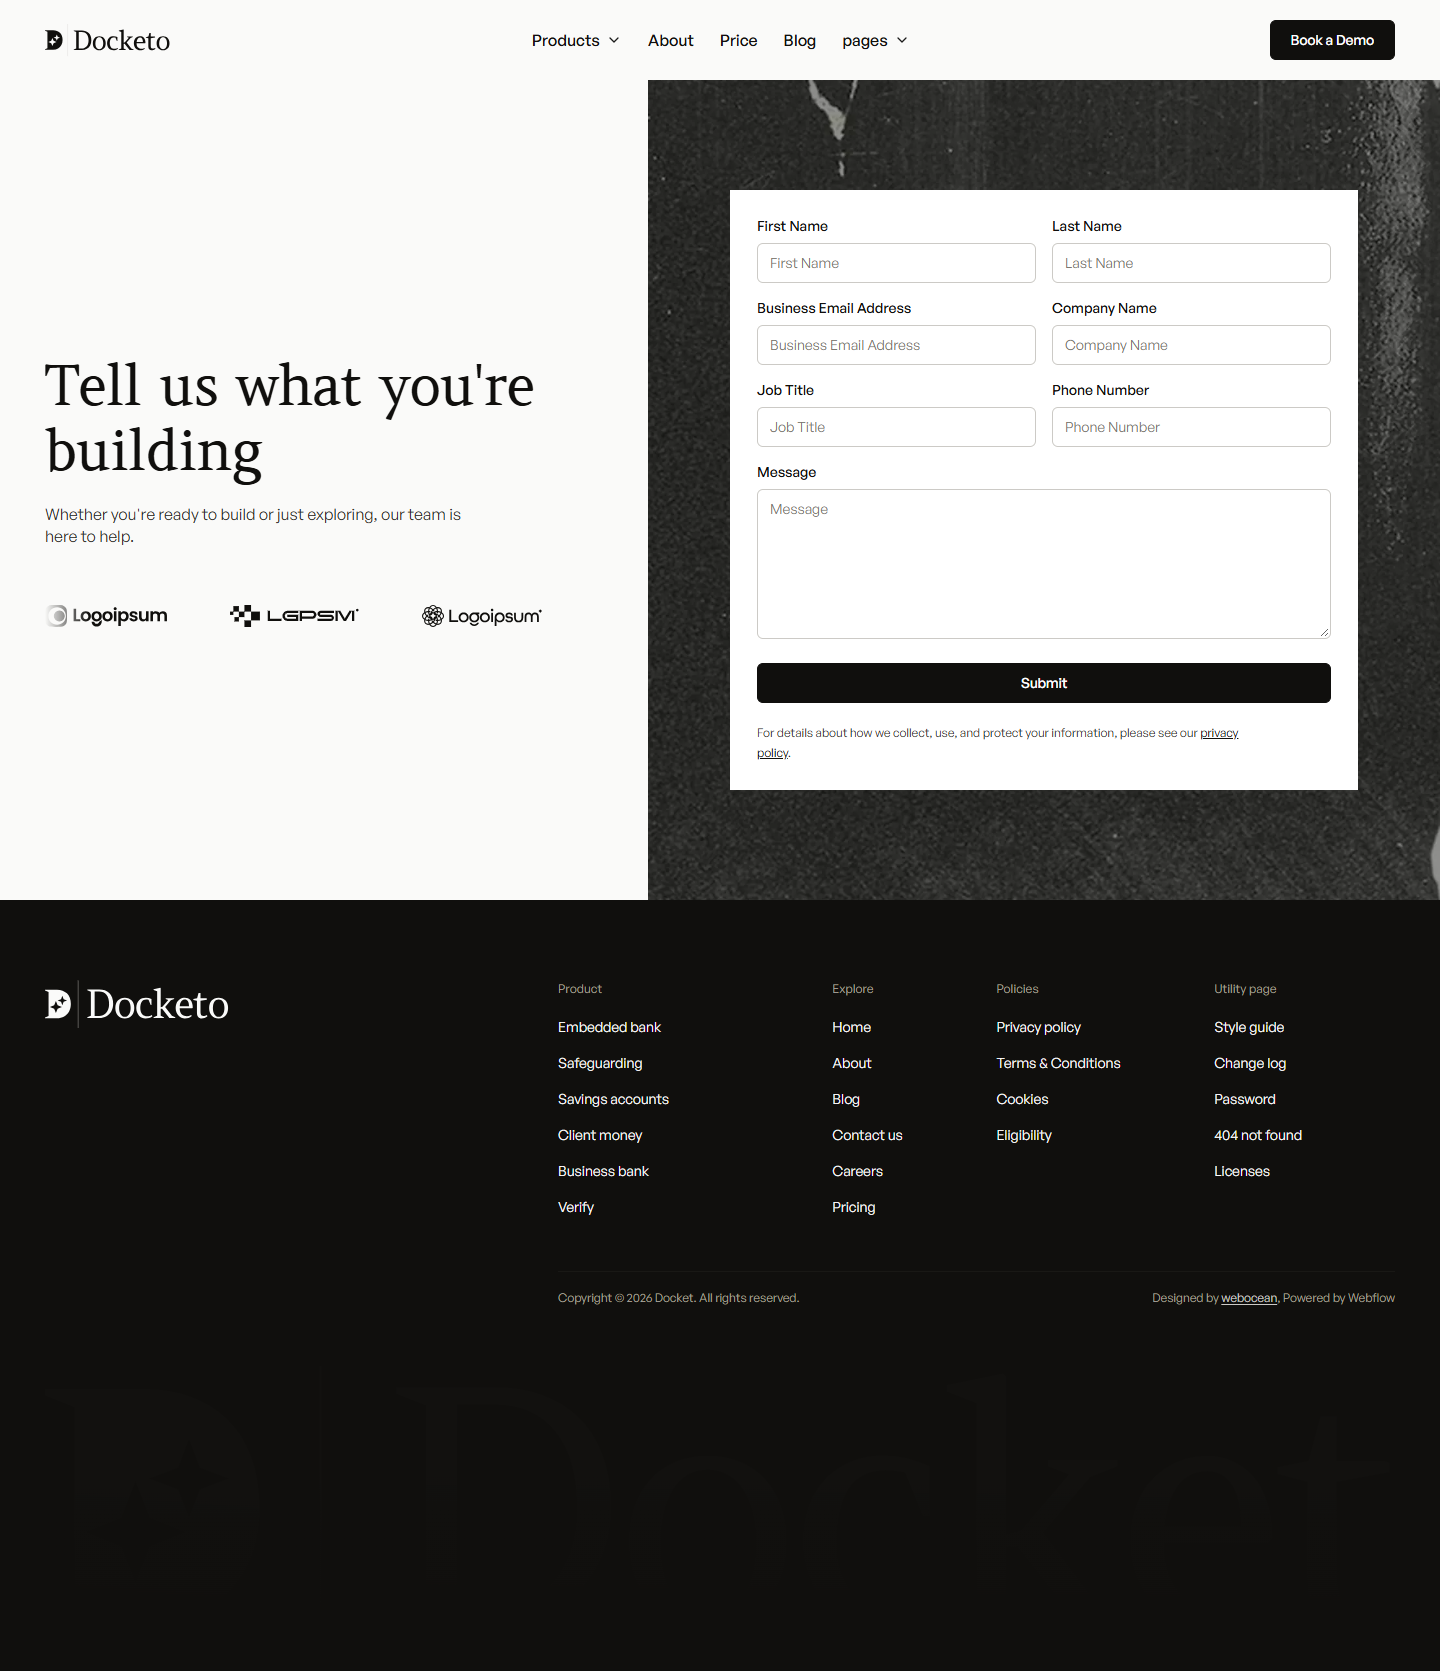 Docketo
Products
About
Price
Blog
pages
Book a Demo
Tell us what you're
building
Whether you're ready to build or just exploring, our team is
here to help.
Logoipsum
LGPSM
Logoipsum
First Name
Last Name
First Name
Last Name
Business Email Address
Company Name
Business Email Address
Company Name
Job Title
Phone Number
Job Title
Phone Number
Message
Message
Submit
For details about how we collect, use, and protect your information, please see our privacy
policy.
Docketo
Product
Embedded bank
Safeguarding
Savings accounts
Client money
Business bank
Verify
Explore
Home
About
Blog
Contact us
Careers
Pricing
Policies
Privacy policy
Terms & Conditions
Cookies
Eligibility
Utility page
Style guide
Change log
Password
404 not found
Licenses
Copyright © 2026 Docket. All rights reserved.
Designed by webocean, Powered by Webflow
Docket